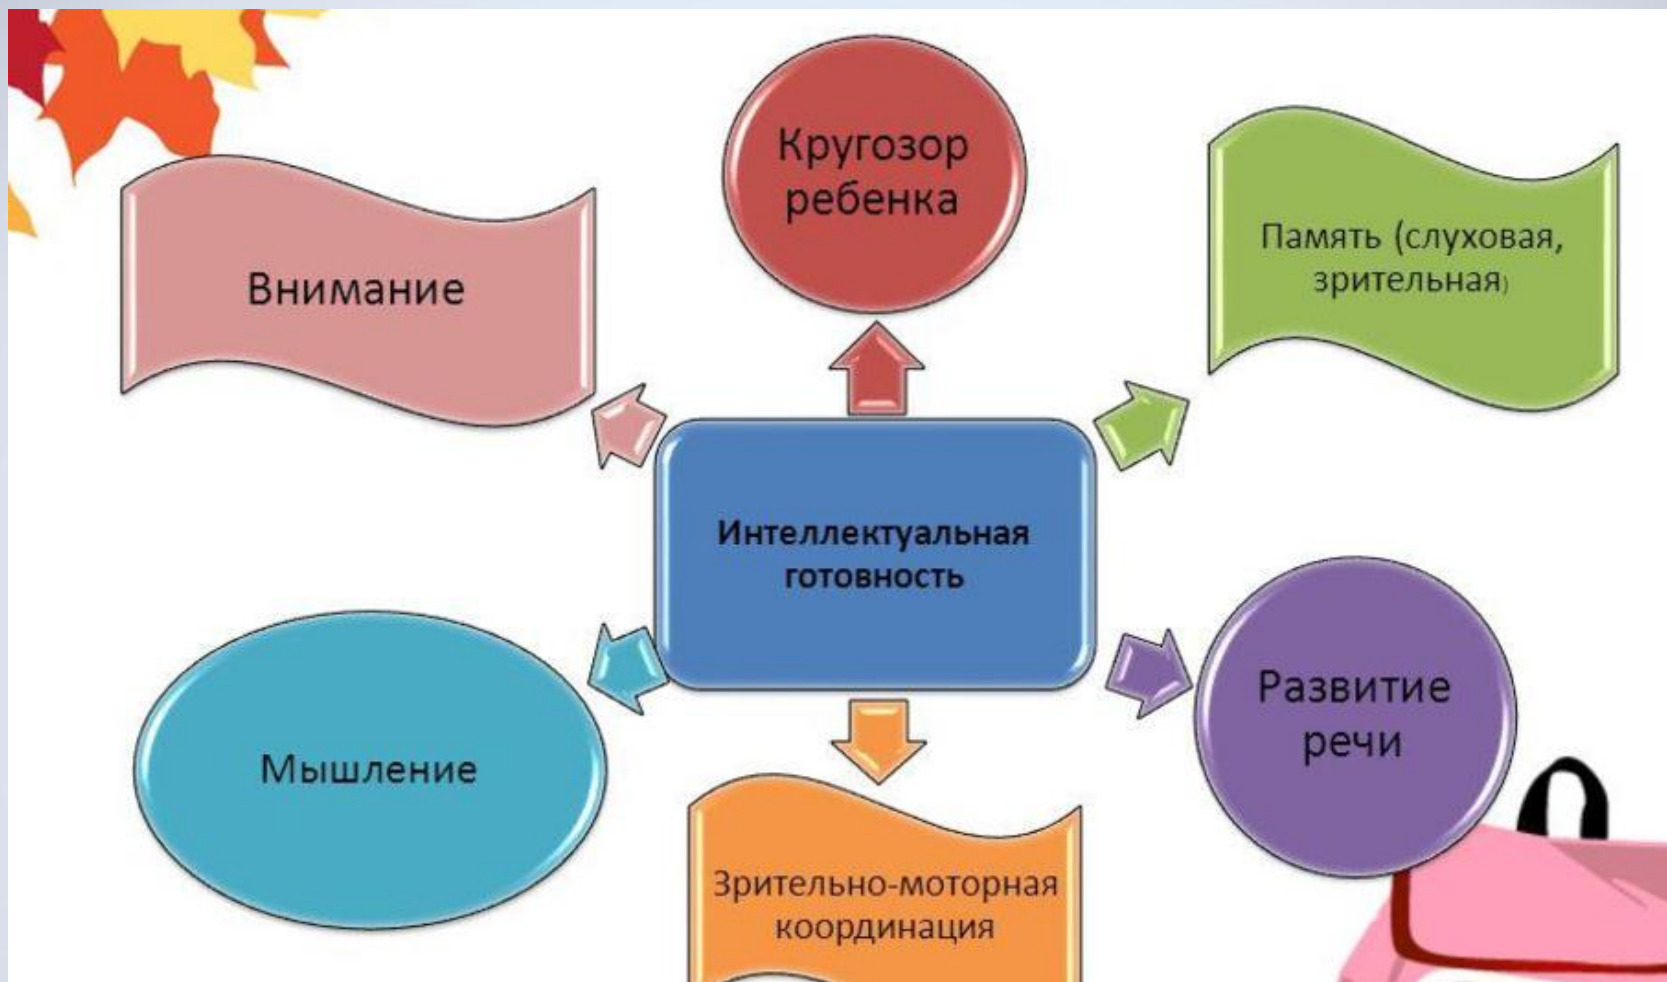 Кругозор
ребенка
Внимание
Память (слуховая,
зрительная)
Интеллектуальная
готовность
Мышление
Развитие
речи
Зрительно-моторная
координация